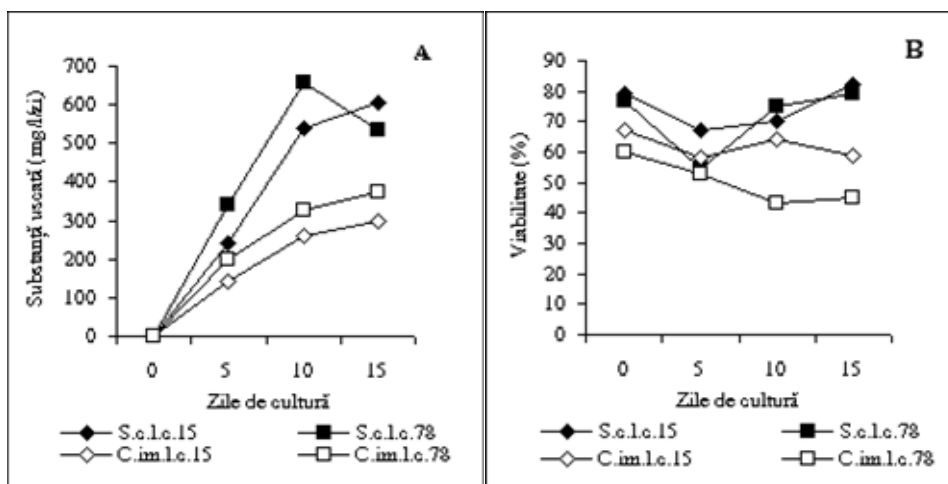 A
Substanță uscată (mg/l/zi)
700
600
500
400
300
200
100
0
0 5 10 15
Zile de cultură
S.c.l.c.15 S.c.l.c.78
C.im.l.c.15 C.im.l.c.78
B
Viabilitate (%)
90
80
70
60
50
40
30
20
10
0
0 5 10 15
Zile de cultură
S.c.l.c.15 S.c.l.c.78
C.im.l.c.15 C.im.l.c.78